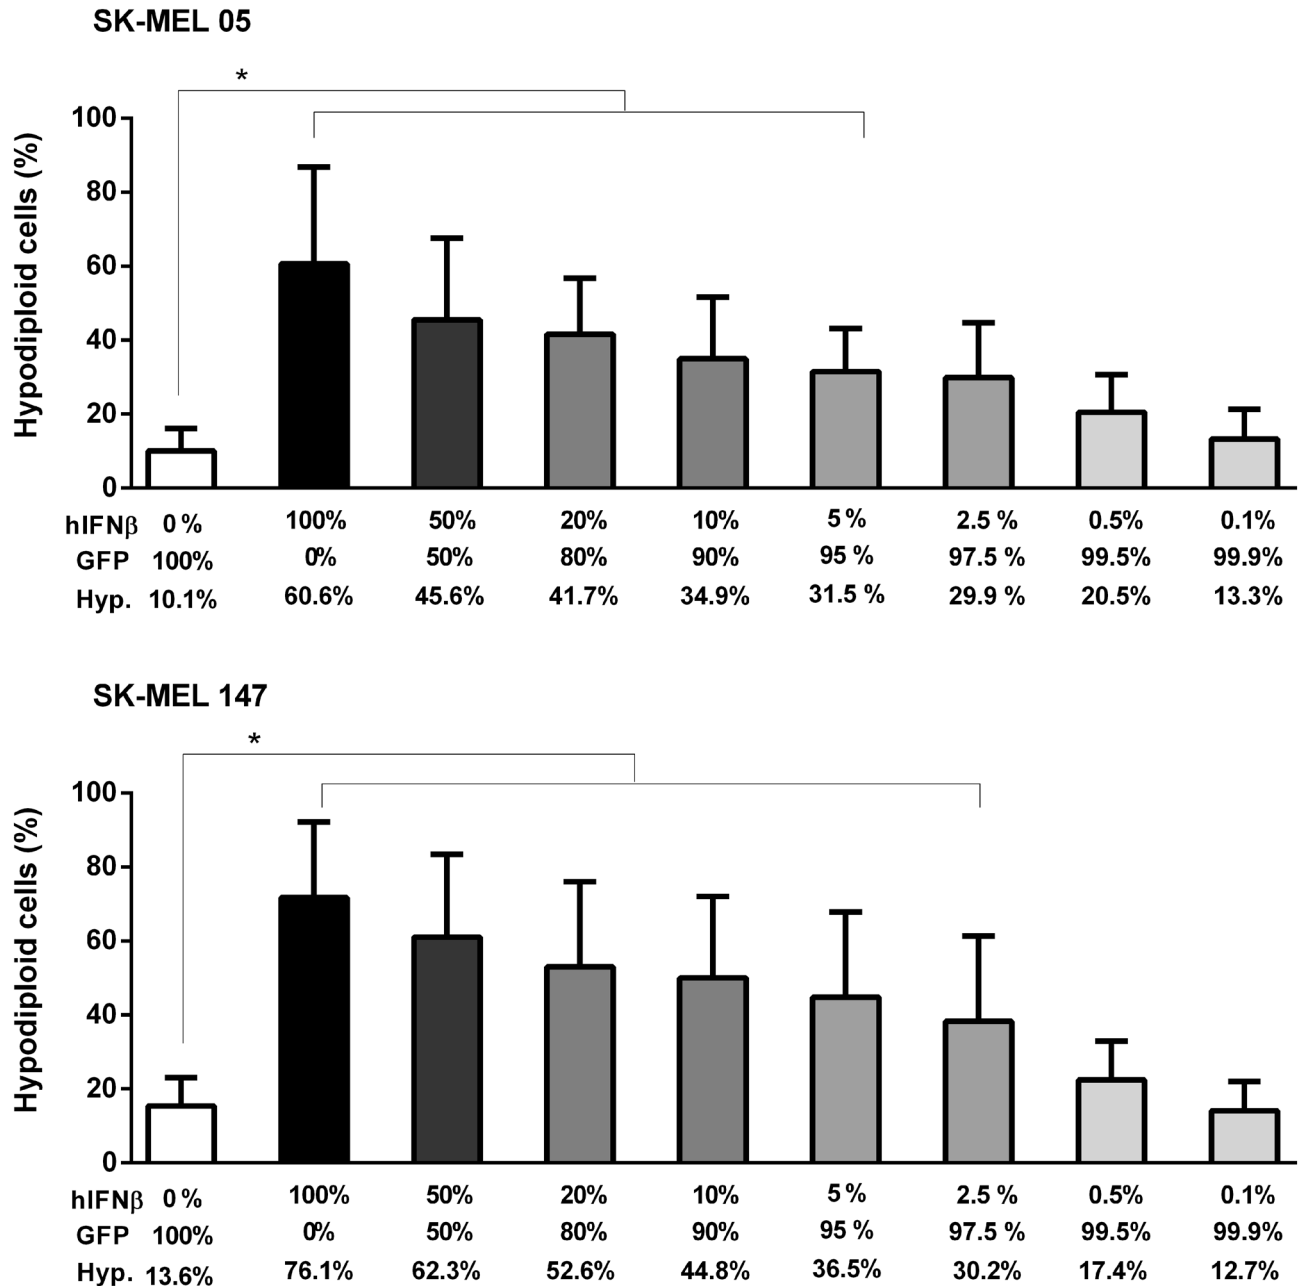 SK-MEL 05
*
Hypodiploid cells (%)
100
80
60
40
20
0
hIFNβ 0 % 100% 50% 20% 10% 5 % 2.5 % 0.5% 0.1%
GFP 100% 0% 50% 80% 90% 95 % 97.5 % 99.5% 99.9%
Hyp. 10.1% 60.6% 45.6% 41.7% 34.9% 31.5 % 29.9 % 20.5% 13.3%
SK-MEL 147
*
Hypodiploid cells (%)
100
80
60
40
20
0
hIFNβ 0 % 100% 50% 20% 10% 5 % 2.5 % 0.5% 0.1%
GFP 100% 0% 50% 80% 90% 95 % 97.5 % 99.5% 99.9%
Hyp. 13.6% 76.1% 62.3% 52.6% 44.8% 36.5% 30.2% 17.4% 12.7%